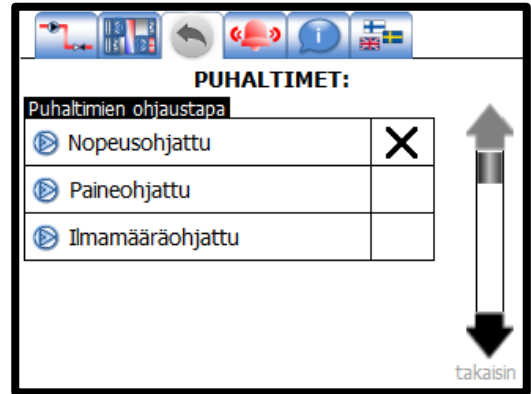 PUHALTIMET:
Puhaltimien ohjaustapa
Nopeusohjattu X
Paineohjattu
Ilmamääräohjattu
takaisin